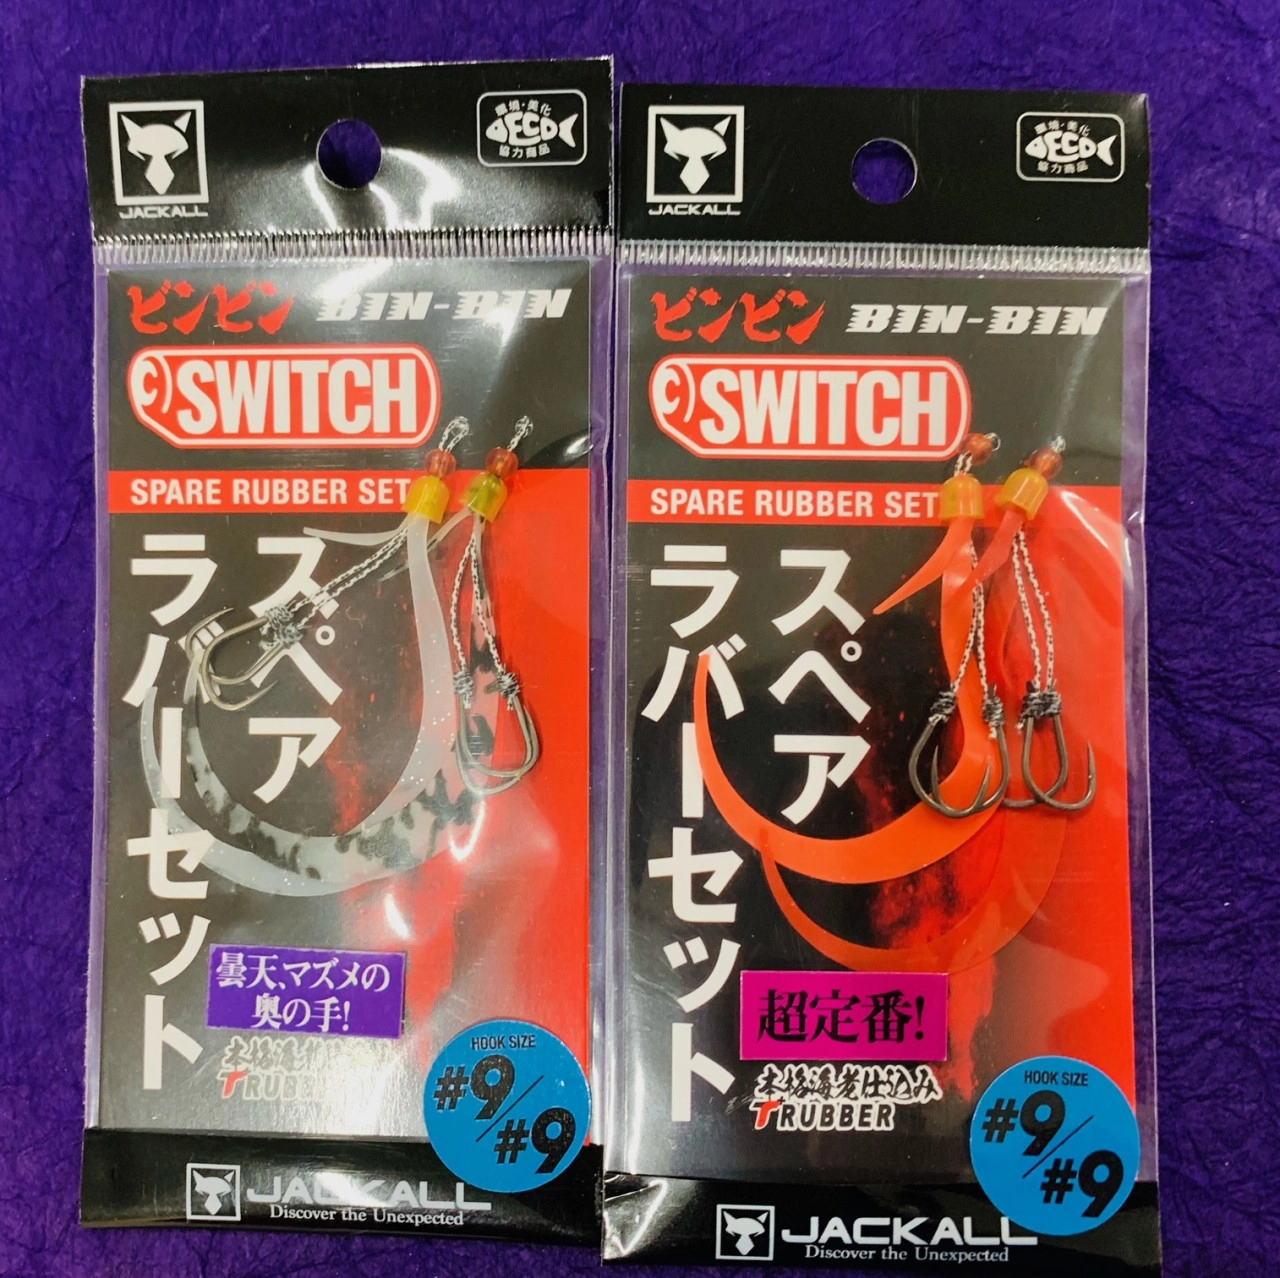 JACKALL
環境・美化
ECO
協力商品
ビンビン BIN-BIN
C)SWITCH
SPARE RUBBER SET
スペア
ラバーセット
曇天、マズメの
奥の手!
本格海老
T RUBBER
HOOK SIZE
#9/#9
JACKALL
Discover the Unexpected
JACKALL
環境・美化
ECO
協力商品
ビンビン BIN-BIN
C)SWITCH
SPARE RUBBER SET
スペア
ラバーセット
超定番!
本格海老仕込み
T RUBBER
HOOK SIZE
#9/#9
JACKALL
Discover the Unexpected